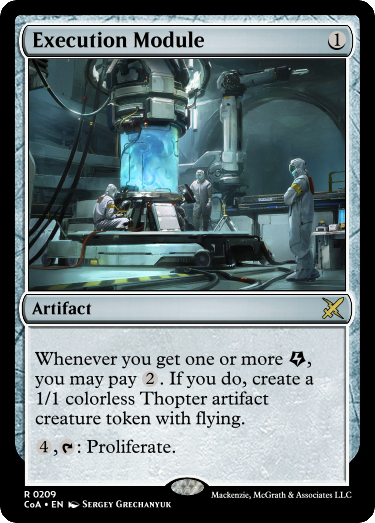 Execution Module 1
Artifact
Whenever you get one or more ,
you may pay 2. If you do, create a
1/1 colorless Thopter artifact
creature token with flying.
4, : Proliferate.
R 0209
CoA • EN Sergey Grechanyuk
Mackenzie, McGrath & Associates LLC